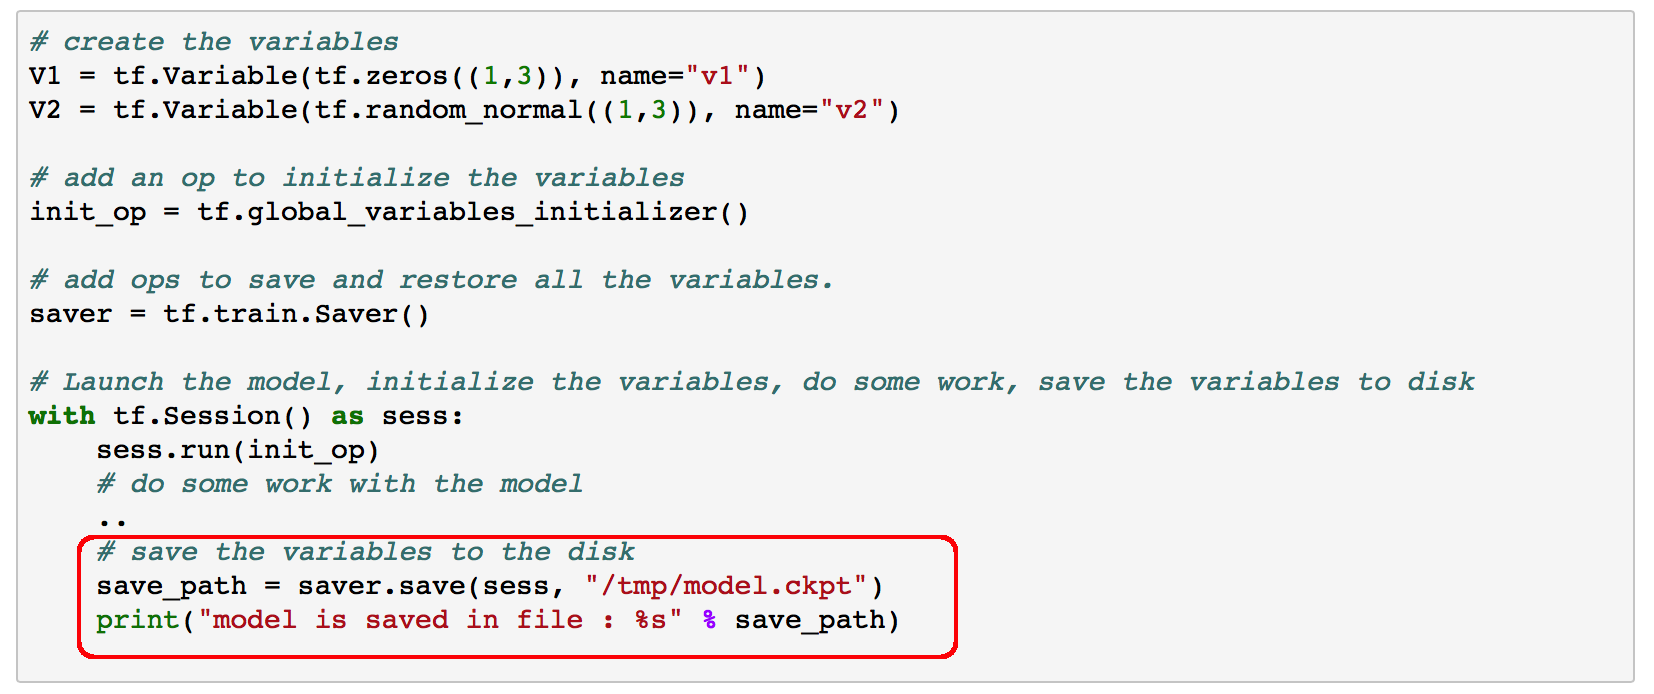 # create the variables
V1 = tf.Variable(tf.zeros((1,3)), name="v1")
V2 = tf.Variable(tf.random_normal((1,3)), name="v2")

# add an op to initialize the variables
init_op = tf.global_variables_initializer()

# add ops to save and restore all the variables.
saver = tf.train.Saver()

# Launch the model, initialize the variables, do some work, save the variables to disk
with tf.Session() as sess:
    sess.run(init_op)
    # do some work with the model
    ..
    # save the variables to the disk
    save_path = saver.save(sess, "/tmp/model.ckpt")
    print("model is saved in file : %s" % save_path)